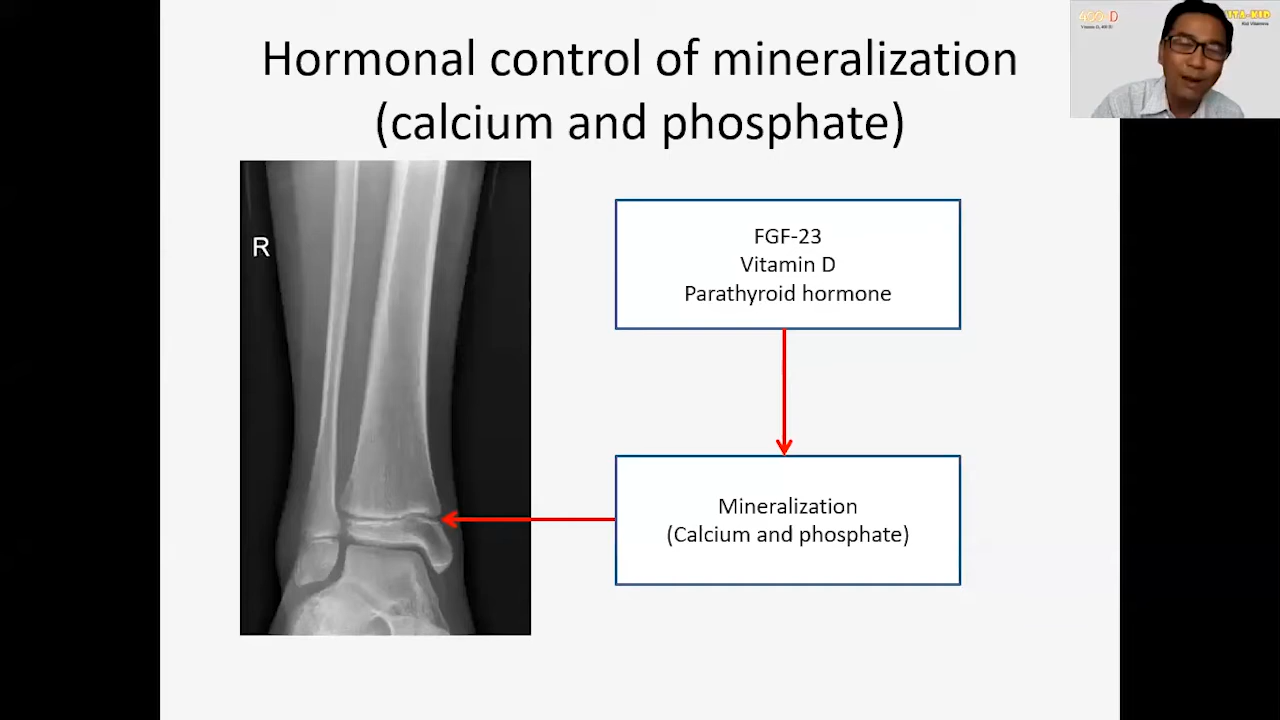 Hormonal control of mineralization
(calcium and phosphate)
R
FGF-23
Vitamin D
Parathyroid hormone
Mineralization
(Calcium and phosphate)